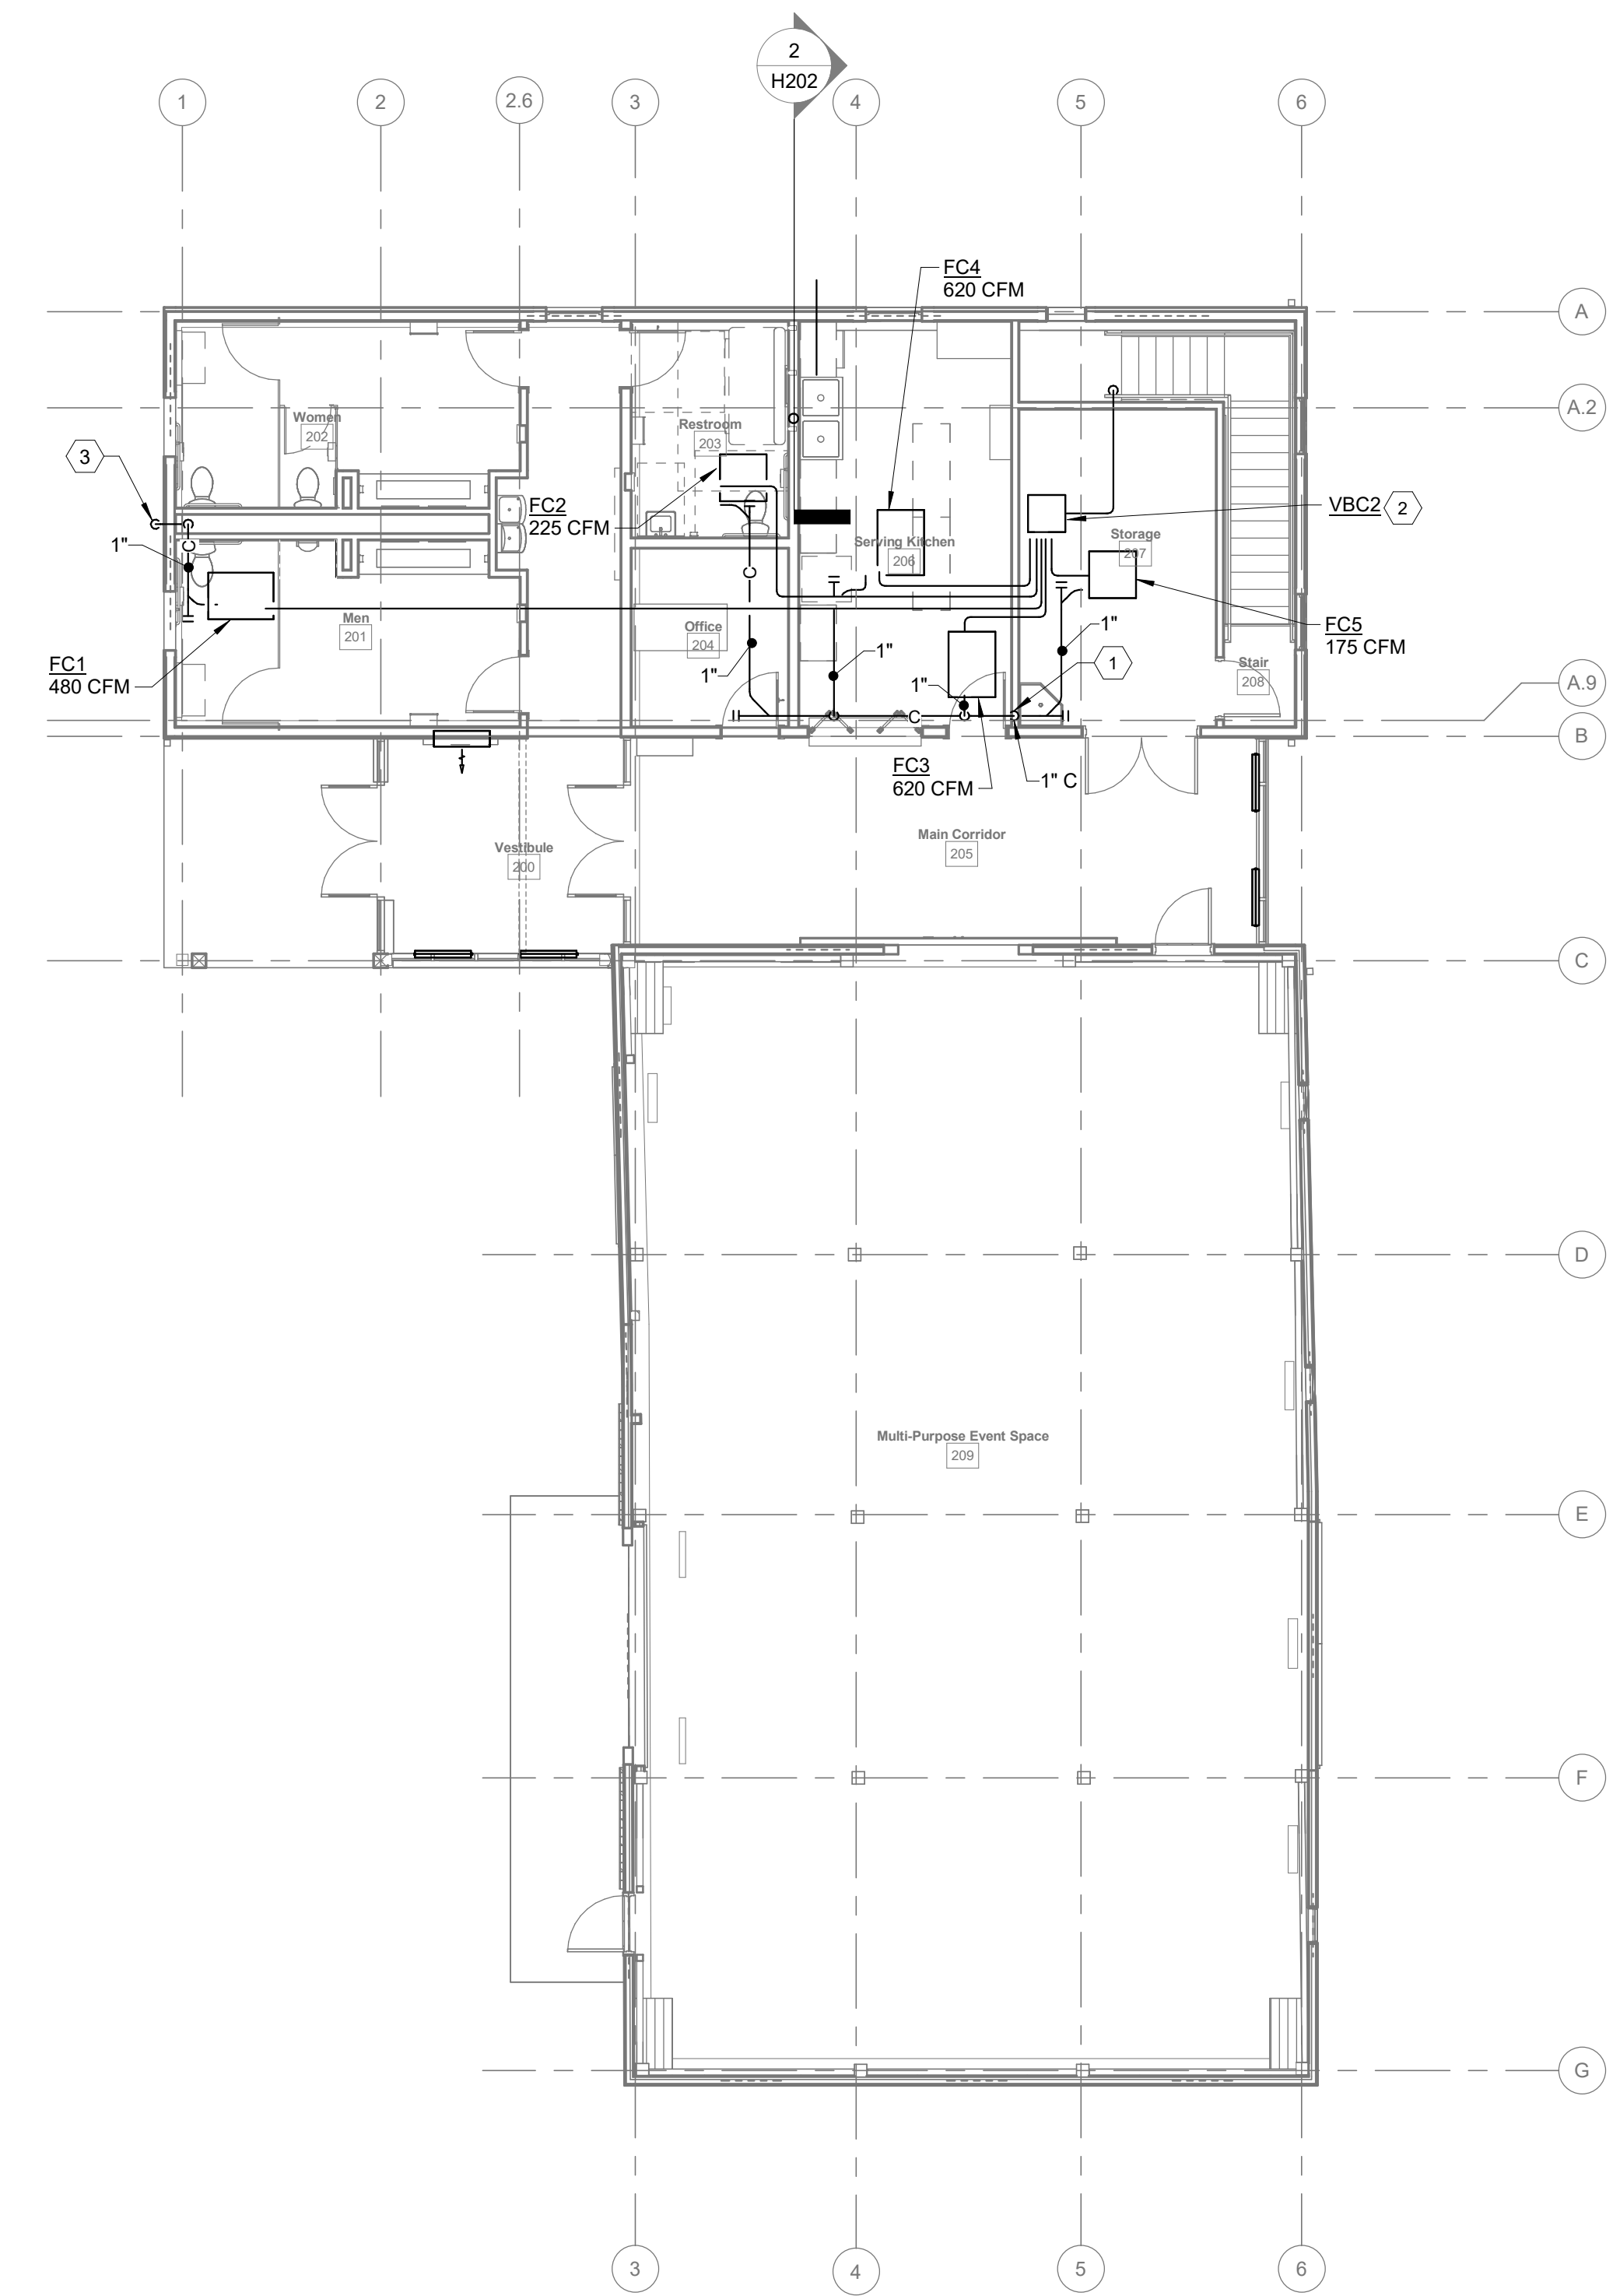 2
H202
1
2
2.6
3
4
5
6
FC4
620 CFM
A
A.2
Women
202
Restroom
203
3
FC2
225 CFM
VBC2
2
Serving Kitchen
206
Storage
207
1"
C
C
Men
201
Office
204
FC5
175 CFM
FC1
480 CFM
1"
1"
1"
1"
1
Stair
208
A.9
C
B
FC3
620 CFM
1" C
Main Corridor
205
Vestibule
200
C
D
Multi-Purpose Event Space
209
E
F
G
3
4
5
6